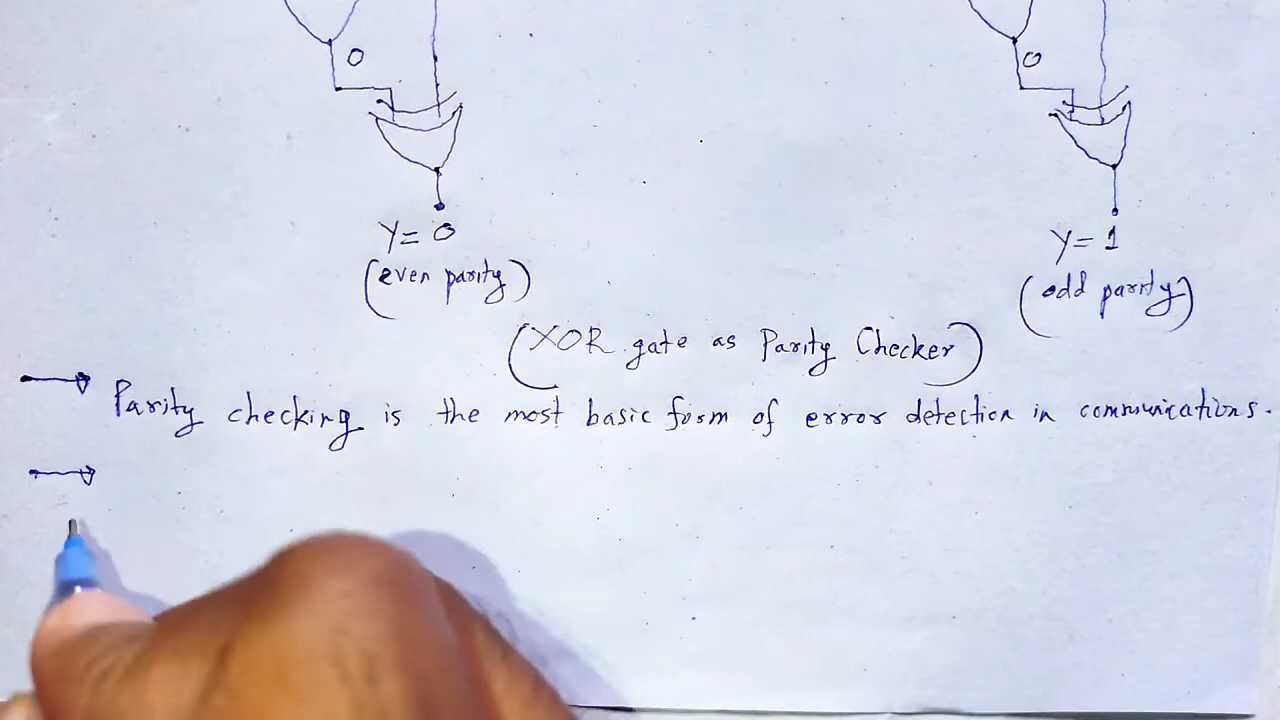 0 0
Y= 0 Y= 1
(even parity) (odd parity)
(XOR gate as Parity Checker)
Parity checking is the most basic form of error detection in communications.